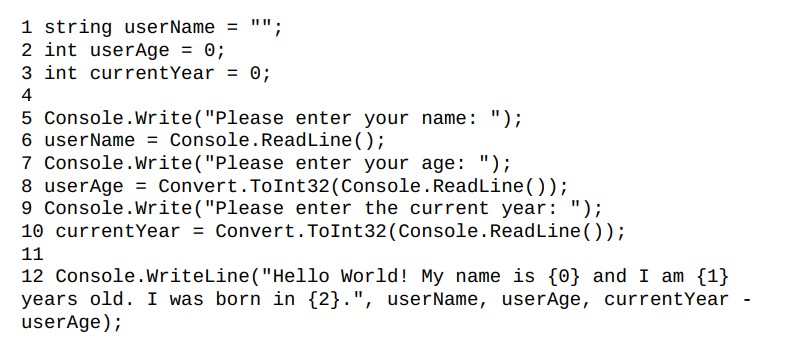 1 string userName = "";
2 int userAge = 0;
3 int currentYear = 0;
4
5 Console.Write("Please enter your name: ");
6 userName = Console.ReadLine();
7 Console.Write("Please enter your age: ");
8 userAge = Convert.ToInt32(Console.ReadLine());
9 Console.Write("Please enter the current year: ");
10 currentYear = Convert.ToInt32(Console.ReadLine());
11
12 Console.WriteLine("Hello World! My name is {0} and I am {1}
years old. I was born in {2}.", userName, userAge, currentYear -
userAge);